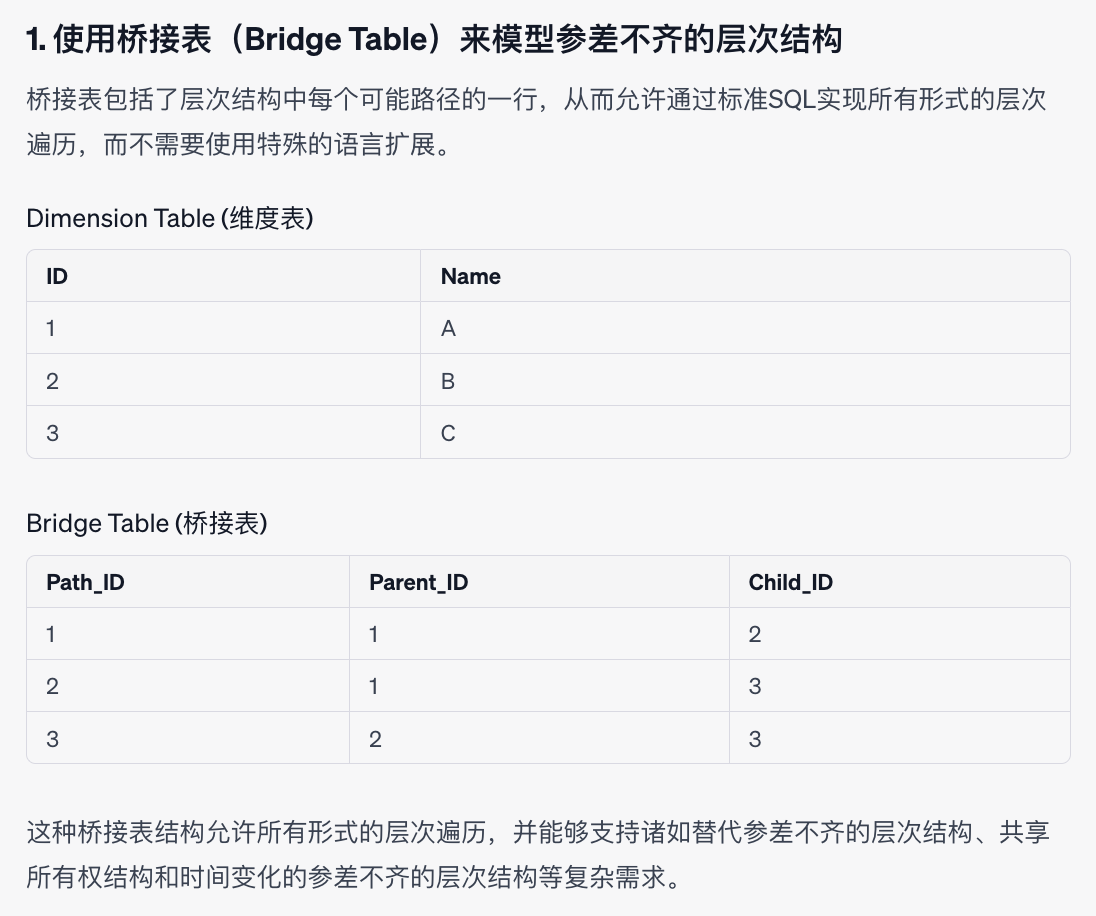 1. 使用桥接表（Bridge Table）来模型参差不齐的层次结构
桥接表包括了层次结构中每个可能路径的一行，从而允许通过标准SQL实现所有形式的层次
遍历，而不需要使用特殊的语言扩展。
Dimension Table (维度表)
ID Name
1 A
2 B
3 C
Bridge Table (桥接表)
Path_ID Parent_ID Child_ID
1 1 2
2 1 3
3 2 3
这种桥接表结构允许所有形式的层次遍历，并能够支持诸如替代参差不齐的层次结构、共享
所有权结构和时间变化的参差不齐的层次结构等复杂需求。